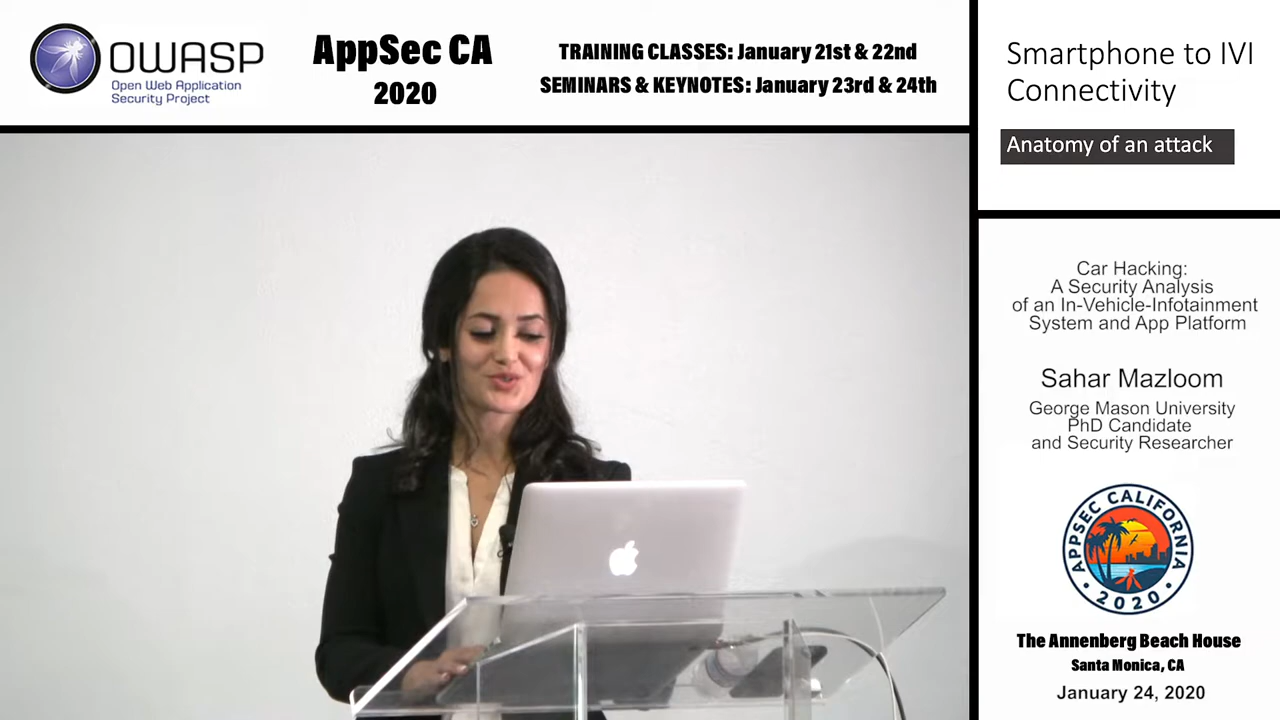 OWASP
Open Web Application
Security Project
AppSec CA
2020
TRAINING CLASSES: January 21st & 22nd
SEMINARS & KEYNOTES: January 23rd & 24th
Smartphone to IVI
Connectivity
Anatomy of an attack
Car Hacking:
A Security Analysis
of an In-Vehicle-Infotainment
System and App Platform
Sahar Mazloom
George Mason University
PhD Candidate
and Security Researcher
APPSEC CALIFORNIA
2020
The Annenberg Beach House
Santa Monica, CA
January 24, 2020